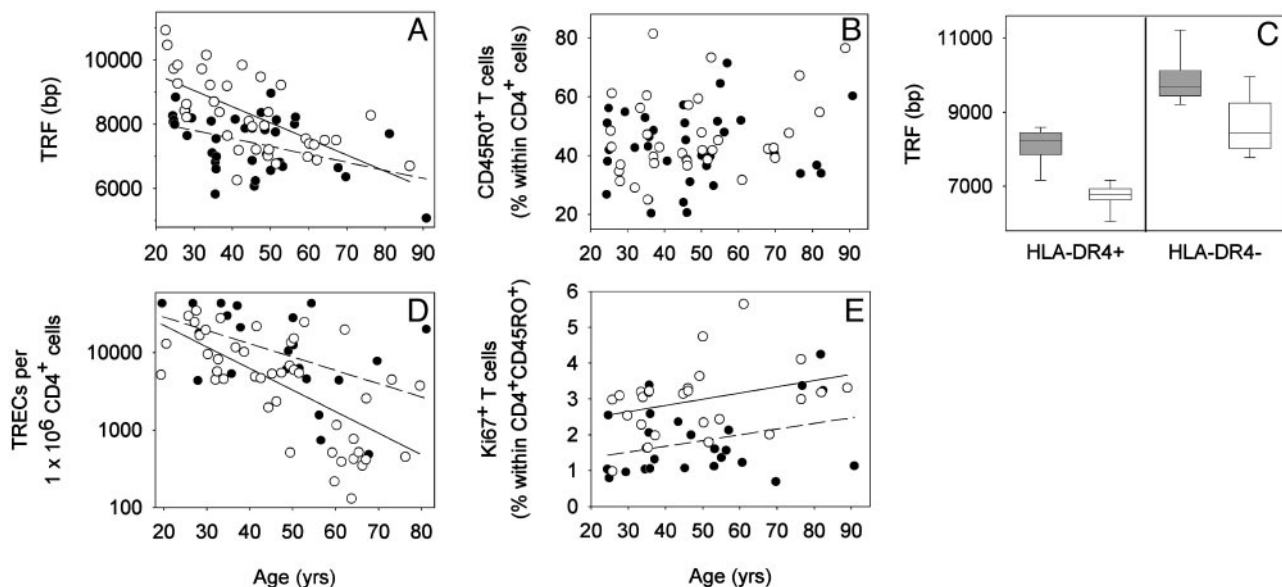 A
TRF (bp)
10000
8000
6000
20 30 40 50 60 70 80 90
B
CD45R0⁺ T cells
(% within CD4⁺ cells)
80
60
40
20
20 30 40 50 60 70 80 90
C
TRF (bp)
11000
9000
7000
HLA-DR4+ HLA-DR4-
D
TRECs per
1 x 10⁶ CD4⁺ cells
10000
1000
100
20 30 40 50 60 70 80
Age (yrs)
E
Ki67⁺ T cells
(% within CD4⁺CD45RO⁺)
6
5
4
3
2
1
0
20 30 40 50 60 70 80 90
Age (yrs)